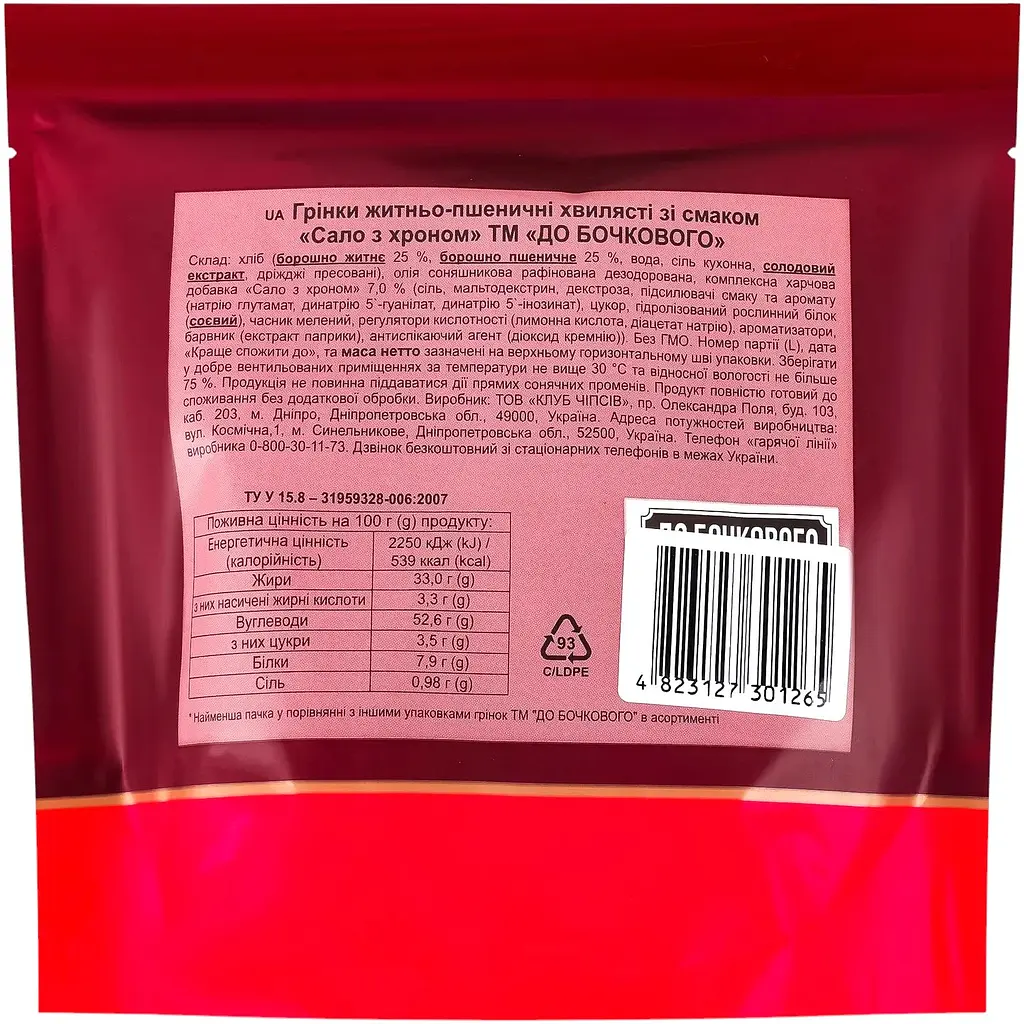 UA Грінки житньо-пшеничні хвилясті зі смаком
«Сало з хроном» ТМ «ДО БОЧКОВОГО»
Склад: хліб (борошно житнє 25 %, борошно пшеничне 25 %, вода, сіль кухонна, солодовий
екстракт, дріжджі пресовані), олія соняшникова рафінована дезодорована, комплексна харчова
добавка «Сало з хроном» 7,0 % (сіль, мальтодекстрин, декстроза, підсилювачі смаку та аромату
(натрію глутамат, динатрію 5`-гуанілат, динатрію 5`-інозинат), цукор, гідролізований рослинний білок
(соєвий), часник мелений, регулятори кислотності (лимонна кислота, діацетат натрію), ароматизатори,
барвник (екстракт паприки), антиспікаючий агент (діоксид кремнію)). Без ГМО. Номер партії (L), дата
«Краще спожити до», та маса нетто зазначені на верхньому горизонтальному шві упаковки. Зберігати
у добре вентильованих приміщеннях за температури не вище 30 °С та відносної вологості не більше
75 %. Продукція не повинна піддаватися дії прямих сонячних променів. Продукт повністю готовий до
споживання без додаткової обробки. Виробник: ТОВ «КЛУБ ЧІПСІВ», пр. Олександра Поля, буд. 103,
каб. 203, м. Дніпро, Дніпропетровська обл., 49000, Україна. Адреса потужностей виробництва:
вул. Космічна,1, м. Синельникове, Дніпропетровська обл., 52500, Україна. Телефон «гарячої лінії»
виробника 0-800-30-11-73. Дзвінок безкоштовний зі стаціонарних телефонів в межах України.
ТУ У 15.8 – 31959328-006:2007
Поживна цінність на 100 г (g) продукту:
Енергетична цінність (калорійність) 2250 кДж (kJ) / 539 ккал (kcal)
Жири 33,0 г (g)
з них насичені жирні кислоти 3,3 г (g)
Вуглеводи 52,6 г (g)
з них цукри 3,5 г (g)
Білки 7,9 г (g)
Сіль 0,98 г (g)
93
C/LDPE
ДО БОЧКОВОГО
4 823127 301265
*Найменша пачка у порівнянні з іншими упаковками грінок ТМ "ДО БОЧКОВОГО" в асортименті